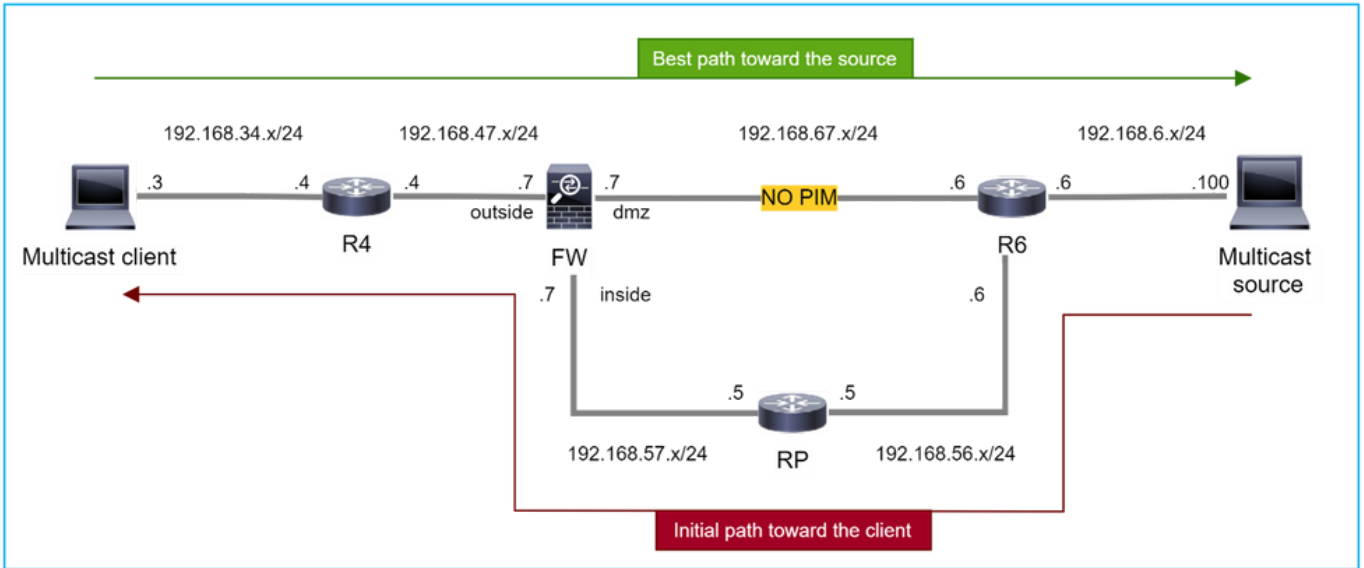 Best path toward the source
192.168.34.x/24
192.168.47.x/24
192.168.67.x/24
192.168.6.x/24
.3
.4
.4
.7
.7
NO PIM
.6
.6
.100
outside
dmz
Multicast client
R4
FW
R6
Multicast
source
.7
inside
.6
.5
.5
192.168.57.x/24
RP
192.168.56.x/24
Initial path toward the client